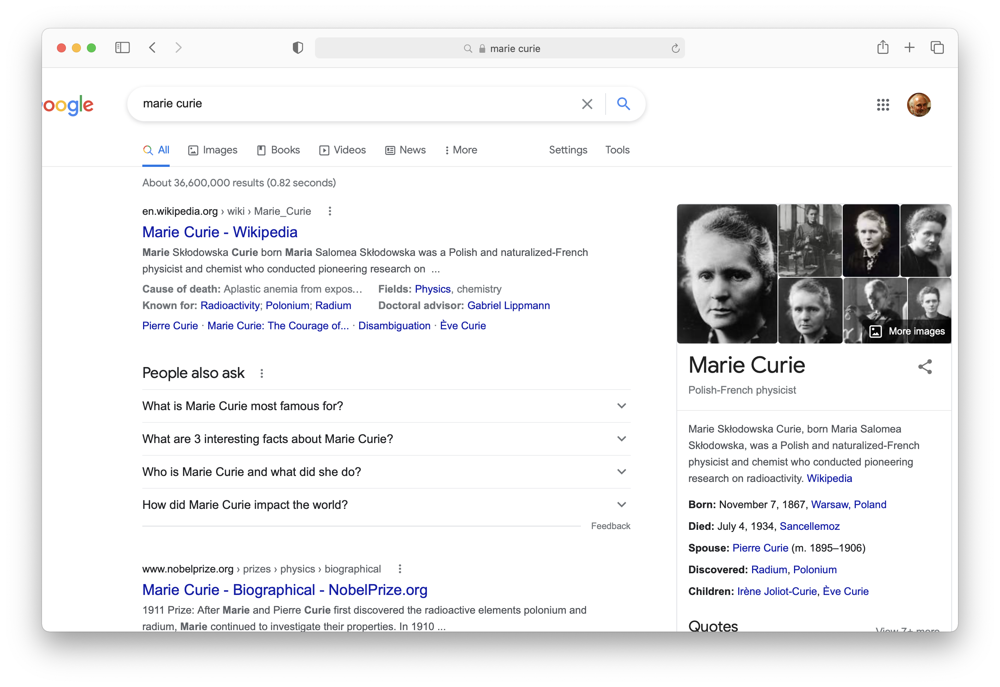 marie curie
oogle
marie curie
All Images Books Videos News More Settings Tools
About 36,600,000 results (0.82 seconds)
en.wikipedia.org › wiki › Marie_Curie
Marie Curie - Wikipedia
Marie Skłodowska Curie born Maria Salomea Skłodowska was a Polish and naturalized-French
physicist and chemist who conducted pioneering research on ...
Cause of death: Aplastic anemia from expos... Fields: Physics, chemistry
Known for: Radioactivity; Polonium; Radium Doctoral advisor: Gabriel Lippmann
Pierre Curie · Marie Curie: The Courage of... · Disambiguation · Ève Curie
People also ask
What is Marie Curie most famous for?
What are 3 interesting facts about Marie Curie?
Who is Marie Curie and what did she do?
How did Marie Curie impact the world?
Feedback
www.nobelprize.org › prizes › physics › biographical
Marie Curie - Biographical - NobelPrize.org
1911 Prize: After Marie and Pierre Curie first discovered the radioactive elements polonium and
radium, Marie continued to investigate their properties. In 1910 ...
More images
Marie Curie
Polish-French physicist
Marie Skłodowska Curie, born Maria Salomea
Skłodowska, was a Polish and naturalized-French
physicist and chemist who conducted pioneering
research on radioactivity. Wikipedia
Born: November 7, 1867, Warsaw, Poland
Died: July 4, 1934, Sancellemoz
Spouse: Pierre Curie (m. 1895–1906)
Discovered: Radium, Polonium
Children: Irène Joliot-Curie, Ève Curie
Quotes
View 7+ more